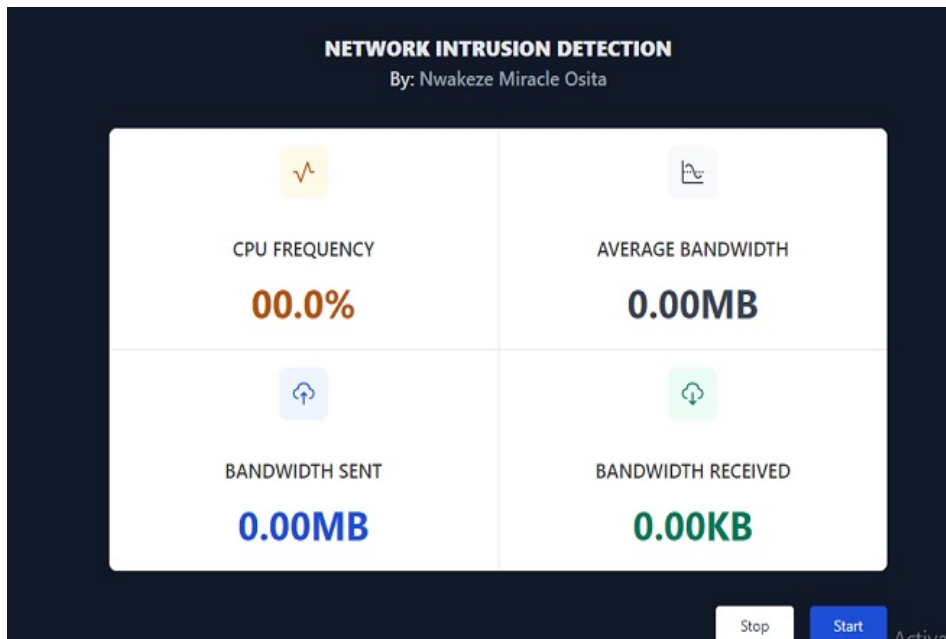 NETWORK INTRUSION DETECTION
By: Nwakeze Miracle Osita
CPU FREQUENCY
00.0%
AVERAGE BANDWIDTH
0.00MB
BANDWIDTH SENT
0.00MB
BANDWIDTH RECEIVED
0.00KB
Stop
Start